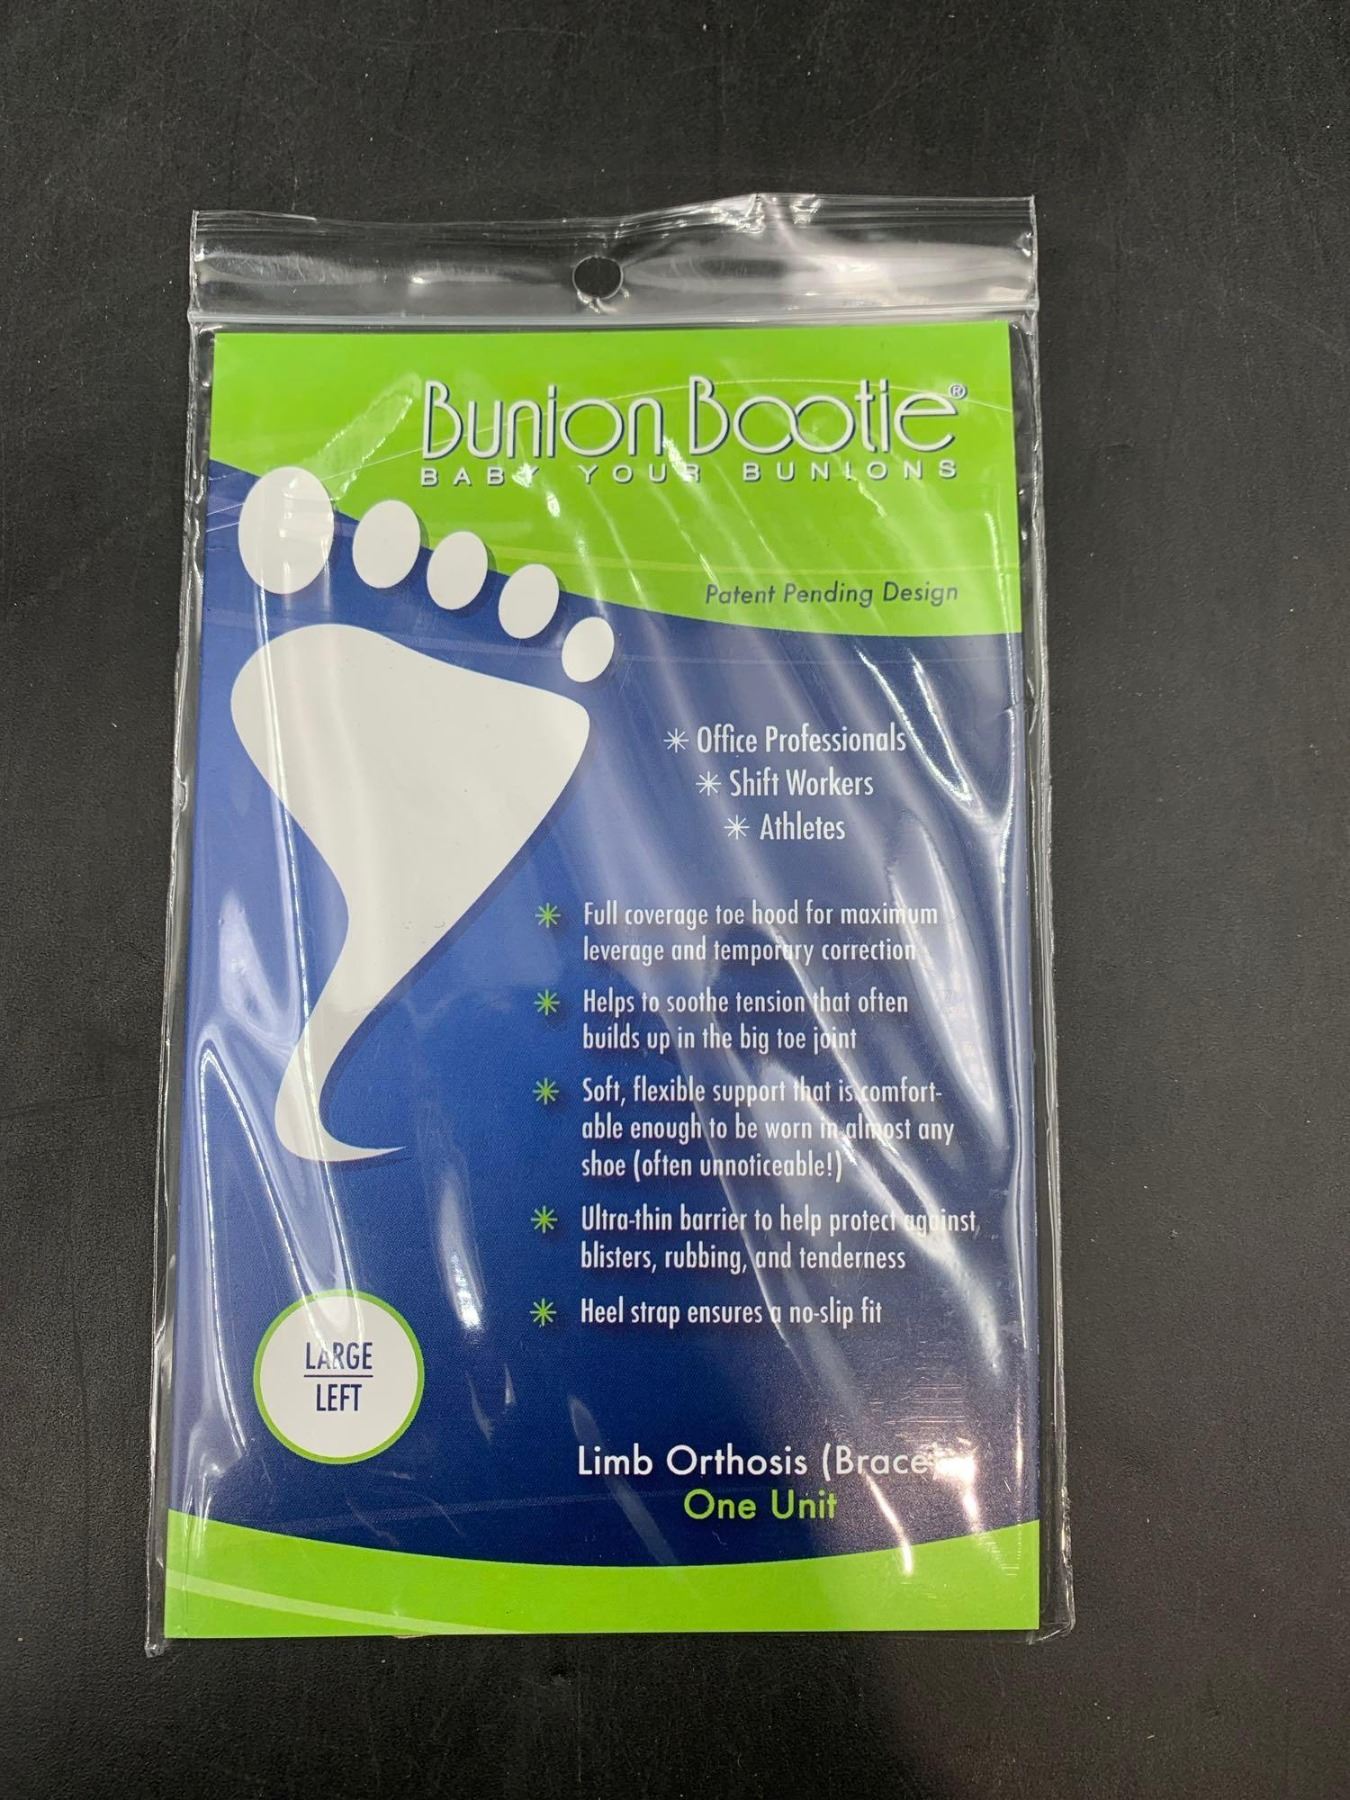 Bunion Bootie®
BABY YOUR BUNIONS
Patent Pending Design
* Office Professionals
* Shift Workers
* Athletes
* Full coverage toe hood for maximum
leverage and temporary correction
* Helps to soothe tension that often
builds up in the big toe joint
* Soft, flexible support that is comfort-
able enough to be worn in almost any
shoe (often unnoticeable!)
* Ultra-thin barrier to help protect against
blisters, rubbing, and tenderness
* Heel strap ensures a no-slip fit
LARGE
LEFT
Limb Orthosis (Brace)
One Unit